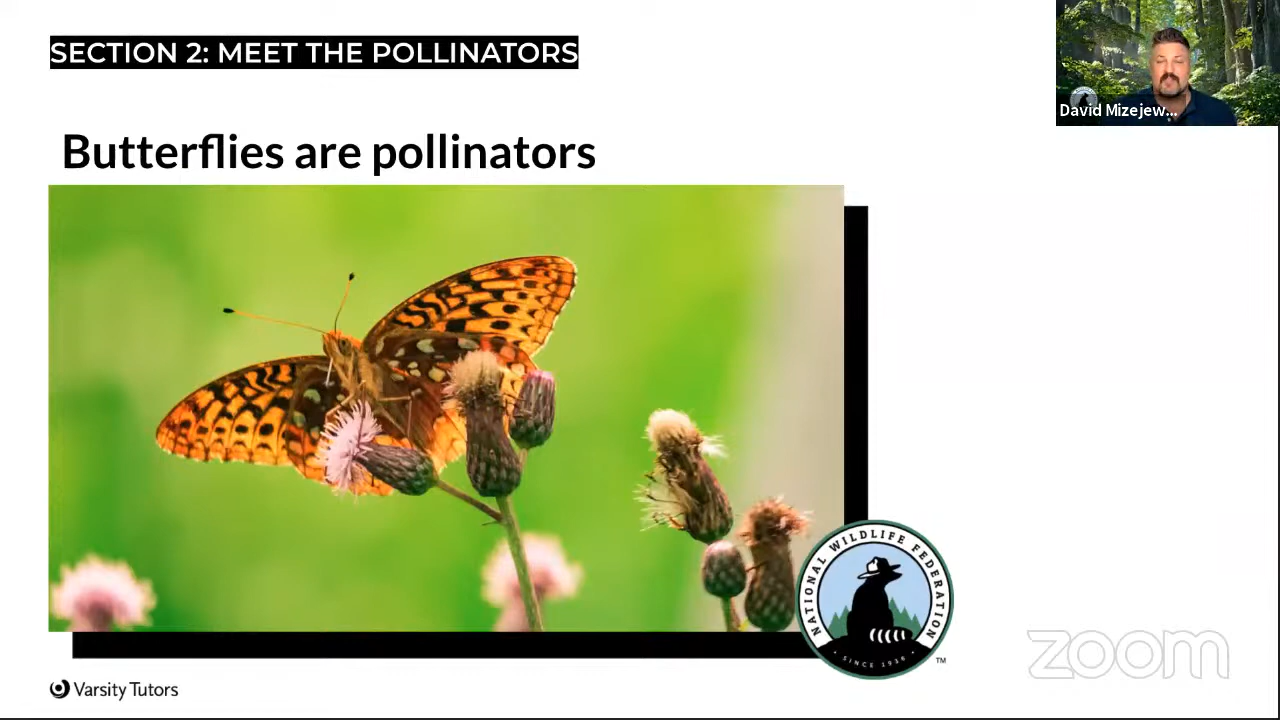 SECTION 2: MEET THE POLLINATORS
David Mizejew...
Butterflies are pollinators
NATIONAL WILDLIFE FEDERATION
• SINCE 1936 •
TM
Varsity Tutors
zoom